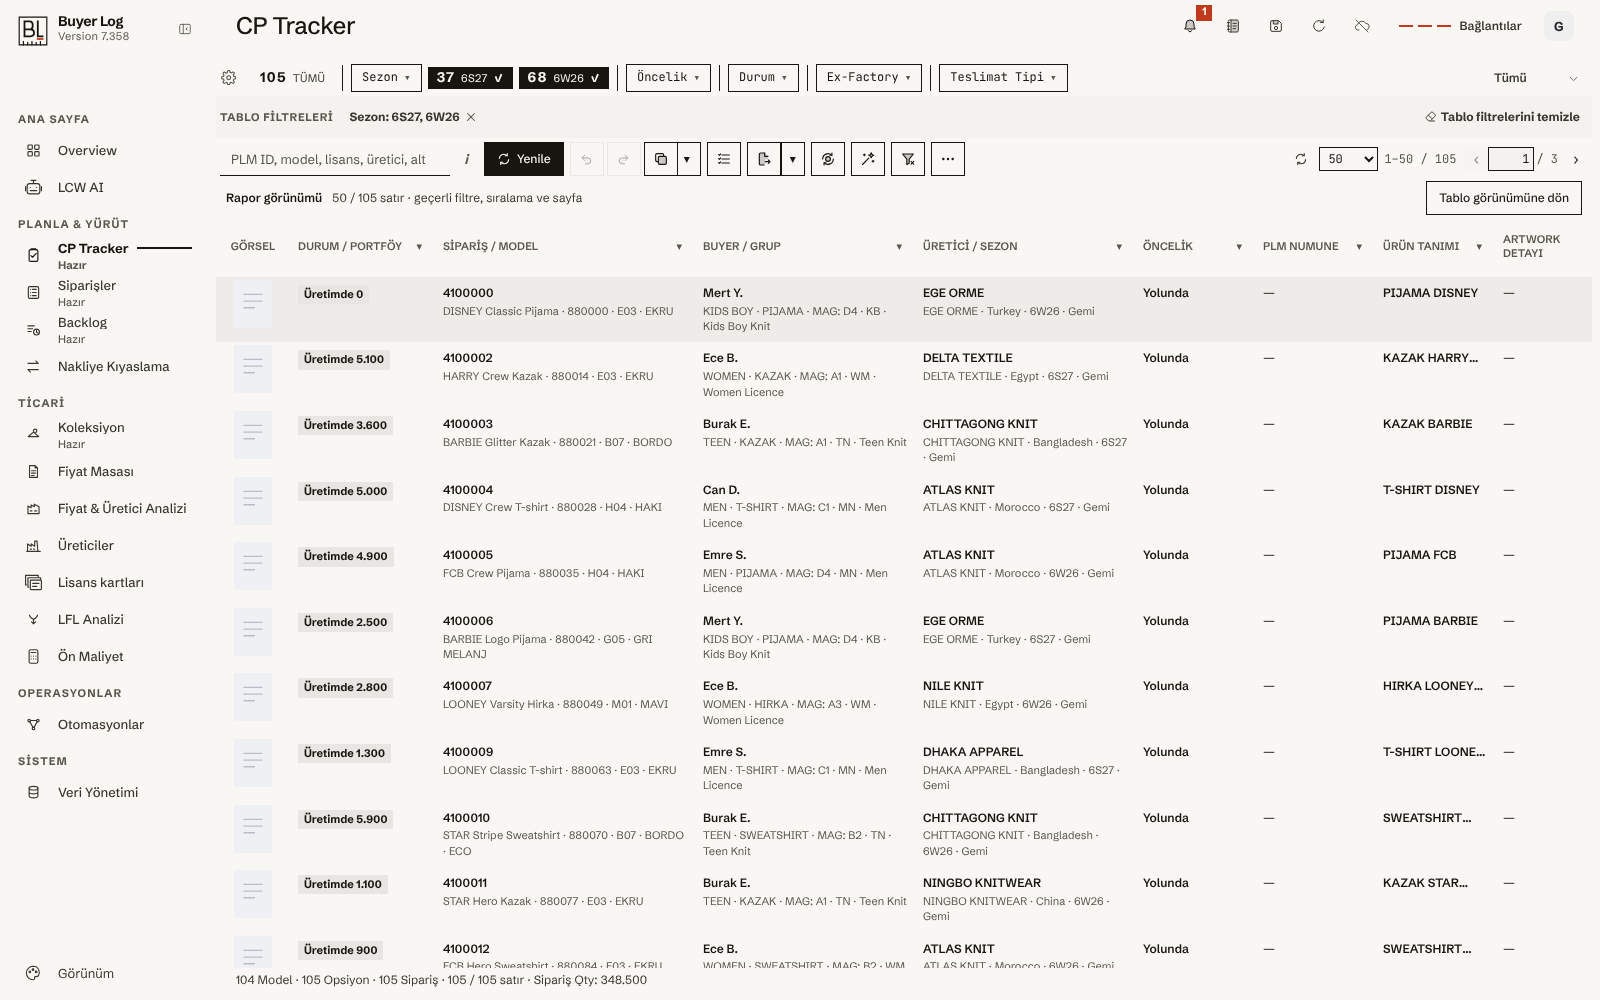 Buyer Log
Version 7.358
CP Tracker
1
Bağlantılar
G
105 TÜMÜ
Sezon
37 6S27
68 6W26
Öncelik
Durum
Ex-Factory
Teslimat Tipi
Tümü
TABLO FİLTRELERİ
Sezon: 6S27, 6W26
Tablo filtrelerini temizle
PLM ID, model, lisans, üretici, alt
i
Yenile
50
1–50 / 105
1 / 3
Rapor görünümü 50 / 105 satır · geçerli filtre, sıralama ve sayfa
Tablo görünümüne dön
ANA SAYFA
Overview
LCW AI
PLANLA & YÜRÜT
CP Tracker
Hazır
Siparişler
Hazır
Backlog
Hazır
Nakliye Kıyaslama
TİCARİ
Koleksiyon
Hazır
Fiyat Masası
Fiyat & Üretici Analizi
Üreticiler
Lisans kartları
LFL Analizi
Ön Maliyet
OPERASYONLAR
Otomasyonlar
SİSTEM
Veri Yönetimi
Görünüm
GÖRSEL
DURUM / PORTFÖY
SİPARİŞ / MODEL
BUYER / GRUP
ÜRETİCİ / SEZON
ÖNCELİK
PLM NUMUNE
ÜRÜN TANIMI
ARTWORK
DETAYI
Üretimde 0
4100000
DISNEY Classic Pijama · 880000 · E03 · EKRU
Mert Y.
KIDS BOY · PIJAMA · MAG: D4 · KB ·
Kids Boy Knit
EGE ORME
EGE ORME · Turkey · 6W26 · Gemi
Yolunda
—
PIJAMA DISNEY
—
Üretimde 5.100
4100002
HARRY Crew Kazak · 880014 · E03 · EKRU
Ece B.
WOMEN · KAZAK · MAG: A1 · WM ·
Women Licence
DELTA TEXTILE
DELTA TEXTILE · Egypt · 6S27 · Gemi
Yolunda
—
KAZAK HARRY...
—
Üretimde 3.600
4100003
BARBIE Glitter Kazak · 880021 · B07 · BORDO
Burak E.
TEEN · KAZAK · MAG: A1 · TN · Teen Knit
CHITTAGONG KNIT
CHITTAGONG KNIT · Bangladesh · 6S27
· Gemi
Yolunda
—
KAZAK BARBIE
—
Üretimde 5.000
4100004
DISNEY Crew T-shirt · 880028 · H04 · HAKI
Can D.
MEN · T-SHIRT · MAG: C1 · MN · Men
Licence
ATLAS KNIT
ATLAS KNIT · Morocco · 6S27 · Gemi
Yolunda
—
T-SHIRT DISNEY
—
Üretimde 4.900
4100005
FCB Crew Pijama · 880035 · H04 · HAKI
Emre S.
MEN · PIJAMA · MAG: D4 · MN · Men
Licence
ATLAS KNIT
ATLAS KNIT · Morocco · 6W26 · Gemi
Yolunda
—
PIJAMA FCB
—
Üretimde 2.500
4100006
BARBIE Logo Pijama · 880042 · G05 · GRI
MELANJ
Mert Y.
KIDS BOY · PIJAMA · MAG: D4 · KB ·
Kids Boy Knit
EGE ORME
EGE ORME · Turkey · 6S27 · Gemi
Yolunda
—
PIJAMA BARBIE
—
Üretimde 2.800
4100007
LOONEY Varsity Hirka · 880049 · M01 · MAVI
Ece B.
WOMEN · HIRKA · MAG: A3 · WM ·
Women Licence
NILE KNIT
NILE KNIT · Egypt · 6W26 · Gemi
Yolunda
—
HIRKA LOONEY...
—
Üretimde 1.300
4100009
LOONEY Classic T-shirt · 880063 · E03 · EKRU
Emre S.
MEN · T-SHIRT · MAG: C1 · MN · Men
Licence
DHAKA APPAREL
DHAKA APPAREL · Bangladesh · 6S27 ·
Gemi
Yolunda
—
T-SHIRT LOONE...
—
Üretimde 5.900
4100010
STAR Stripe Sweatshirt · 880070 · B07 · BORDO
· ECO
Burak E.
TEEN · SWEATSHIRT · MAG: B2 · TN ·
Teen Knit
CHITTAGONG KNIT
CHITTAGONG KNIT · Bangladesh ·
6W26 · Gemi
Yolunda
—
SWEATSHIRT...
—
Üretimde 1.100
4100011
STAR Hero Kazak · 880077 · E03 · EKRU
Burak E.
TEEN · KAZAK · MAG: A1 · TN · Teen Knit
NINGBO KNITWEAR
NINGBO KNITWEAR · China · 6W26 ·
Gemi
Yolunda
—
KAZAK STAR...
—
Üretimde 900
4100012
FCB Hero Sweatshirt · 880084 · E03 · EKRU
Ece B.
WOMEN · SWEATSHIRT · MAG: B2 · WM
ATLAS KNIT
ATLAS KNIT · Morocco · 6W26 · Gemi
Yolunda
—
SWEATSHIRT...
—
104 Model · 105 Opsiyon · 105 Sipariş · 105 / 105 satır · Sipariş Qty: 348.500